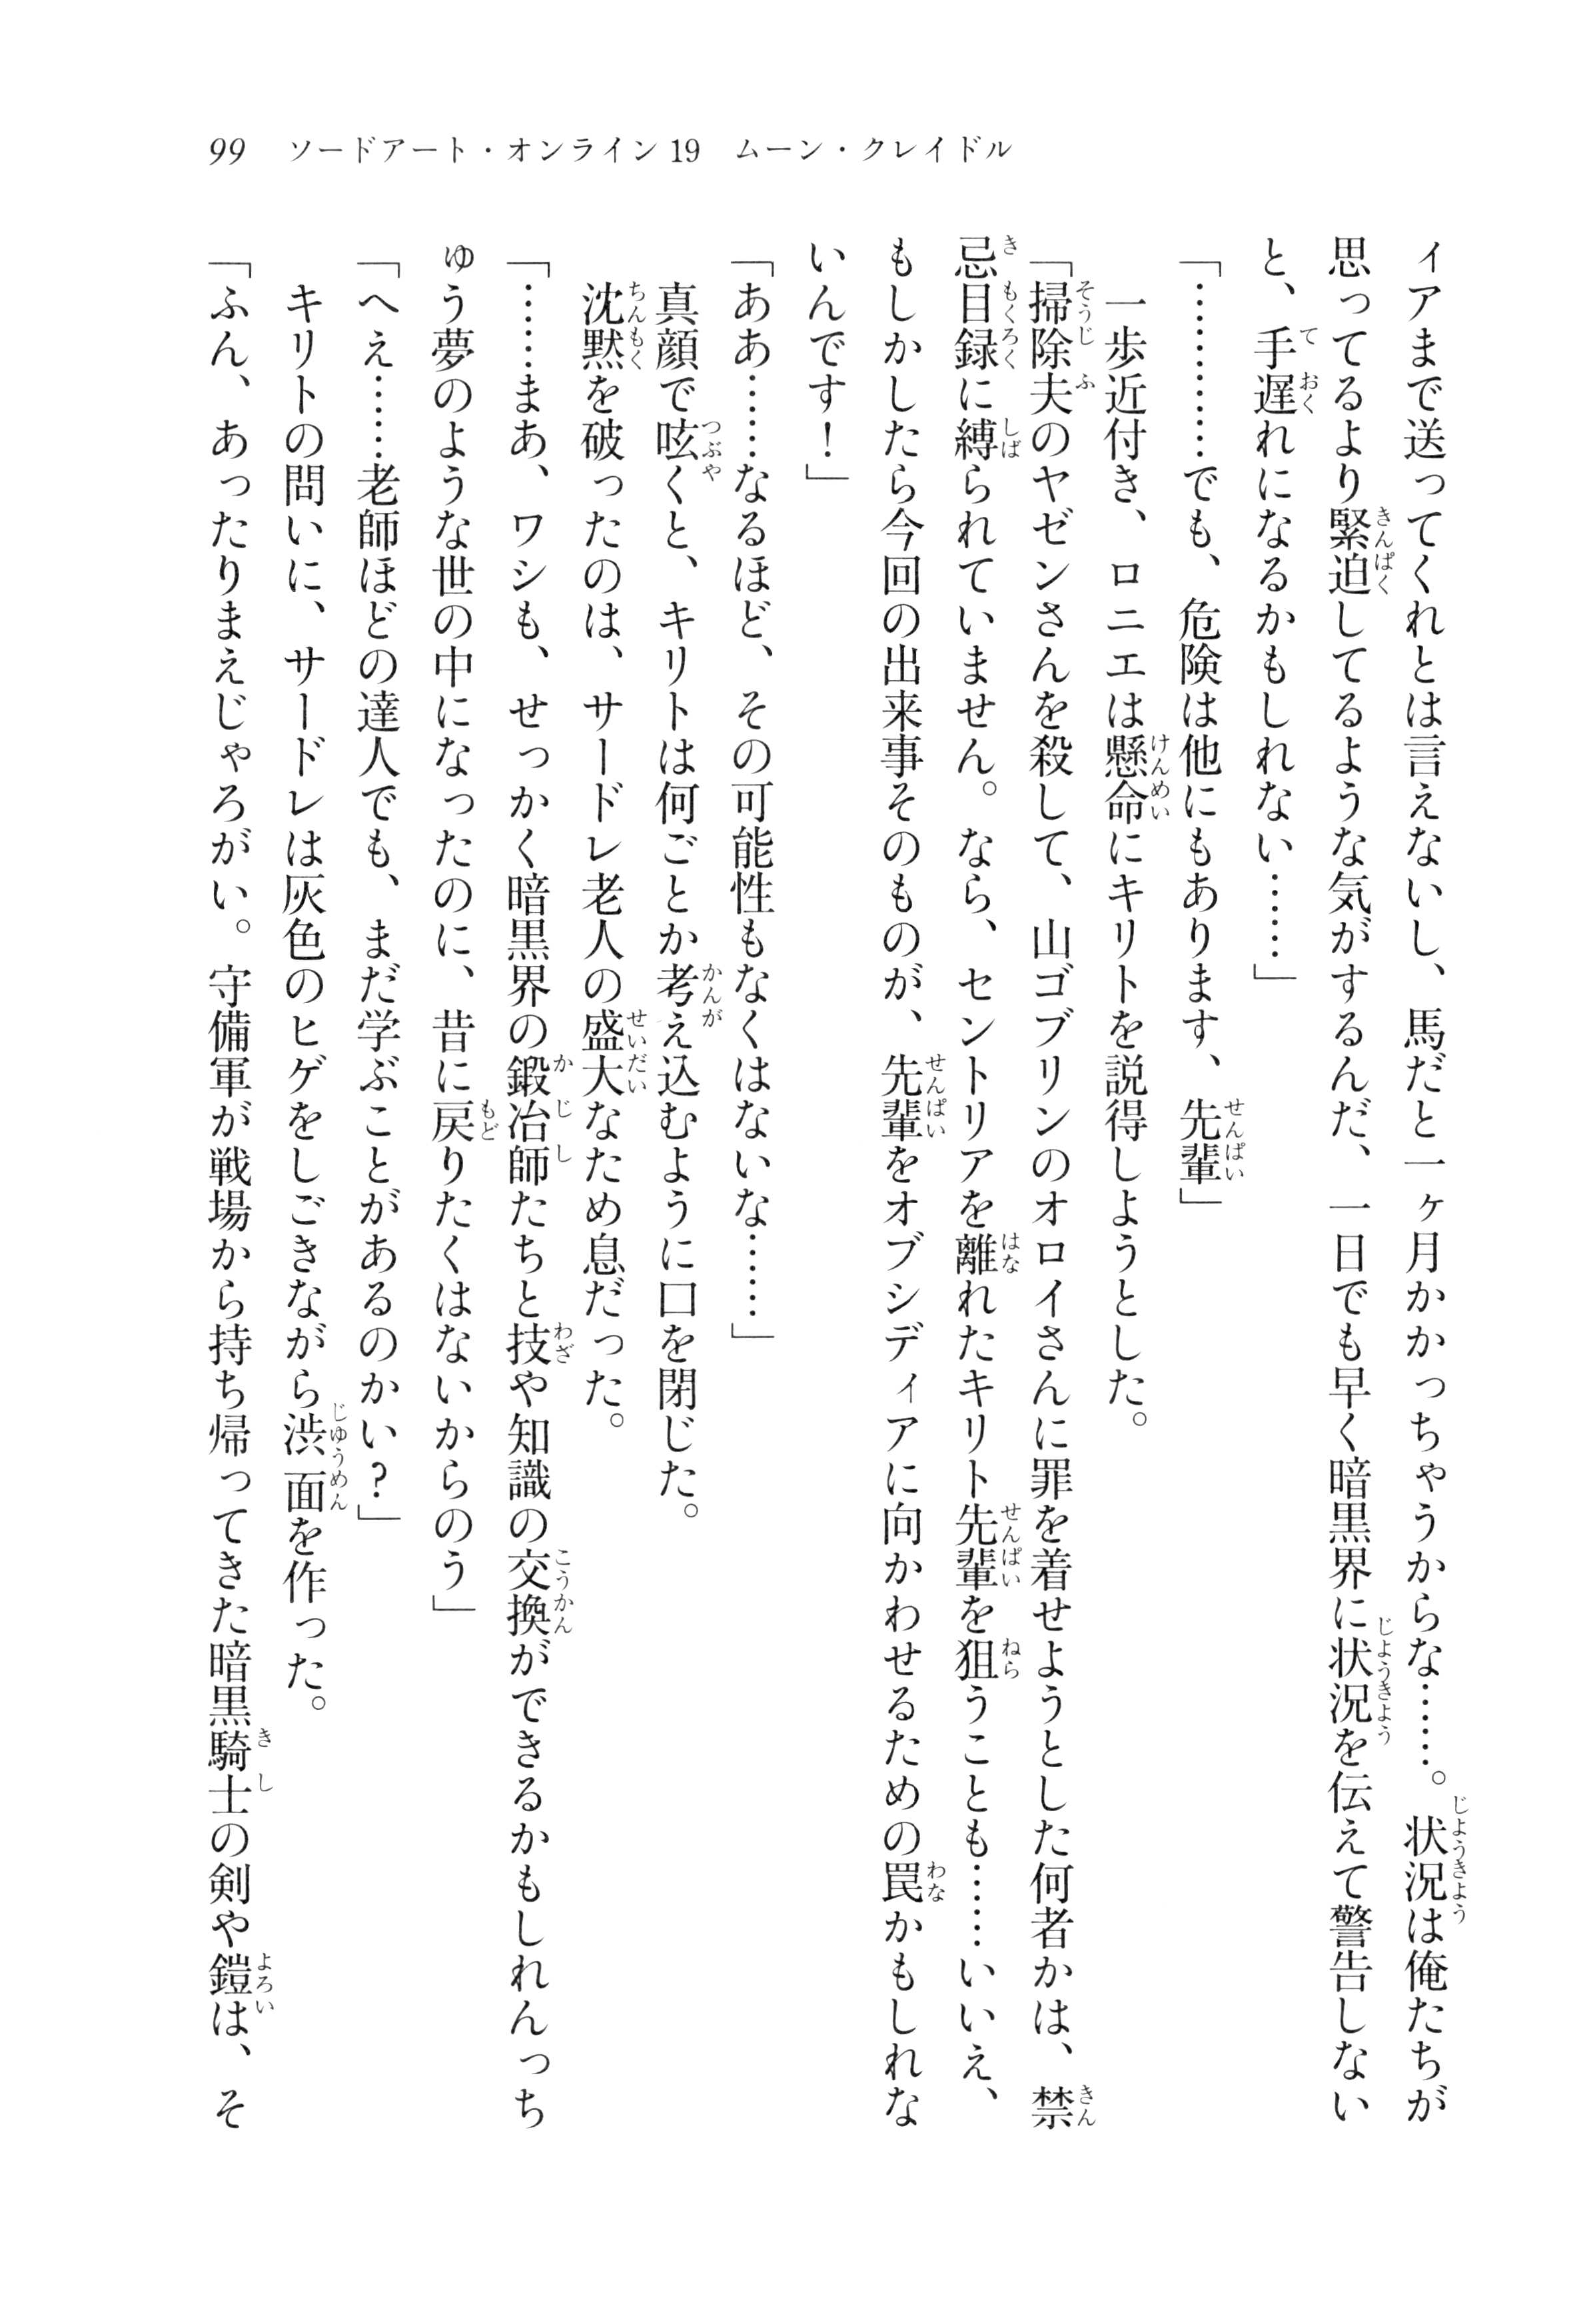 99　ソードアート・オンライン19　ムーン・クレイドル
ィアまで送ってくれとは言えないし、馬だと一ヶ月かかっちゃうからな……。状況は俺たちが
思ってるより緊迫してるような気がするんだ、一日でも早く暗黒界に状況を伝えて警告しない
と、手遅れになるかもしれない……」
「…………でも、危険は他にもあります、先輩」
　一歩近付き、ロニエは懸命にキリトを説得しようとした。
「掃除夫のヤゼンさんを殺して、山ゴブリンのオロイさんに罪を着せようとした何者かは、禁
忌目録に縛られていません。なら、セントリアを離れたキリト先輩を狙うことも……いいえ、
もしかしたら今回の出来事そのものが、先輩をオブシディアに向かわせるための罠かもしれな
いんです！」
「ああ……なるほど、その可能性もなくはないな……」
　真顔で呟くと、キリトは何ごとか考え込むように口を閉じた。
　沈黙を破ったのは、サードレ老人の盛大なため息だった。
「……まあ、ワシも、せっかく暗黒界の鍛冶師たちと技や知識の交換ができるかもしれんっち
ゅう夢のような世の中になったのに、昔に戻りたくはないからのう」
「へえ……老師ほどの達人でも、まだ学ぶことがあるのかい？」
　キリトの問いに、サードレは灰色のヒゲをしごきながら渋面を作った。
「ふん、あったりまえじゃろがい。守備軍が戦場から持ち帰ってきた暗黒騎士の剣や鎧は、そ